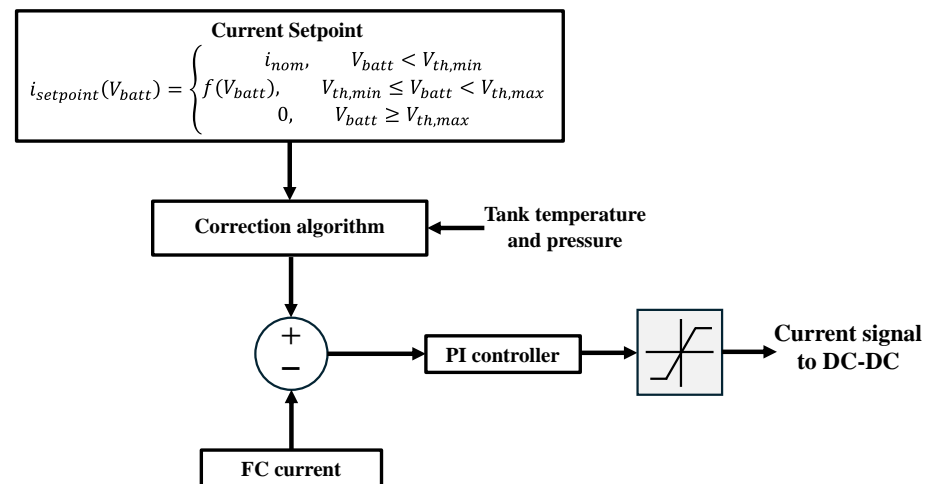 Current Setpoint
i_nom, V_batt < V_th,min
i_setpoint(V_batt) = { f(V_batt), V_th,min ≤ V_batt < V_th,max
0, V_batt ≥ V_th,max
Correction algorithm
Tank temperature
and pressure
+
−
PI controller
Current signal
to DC-DC
FC current